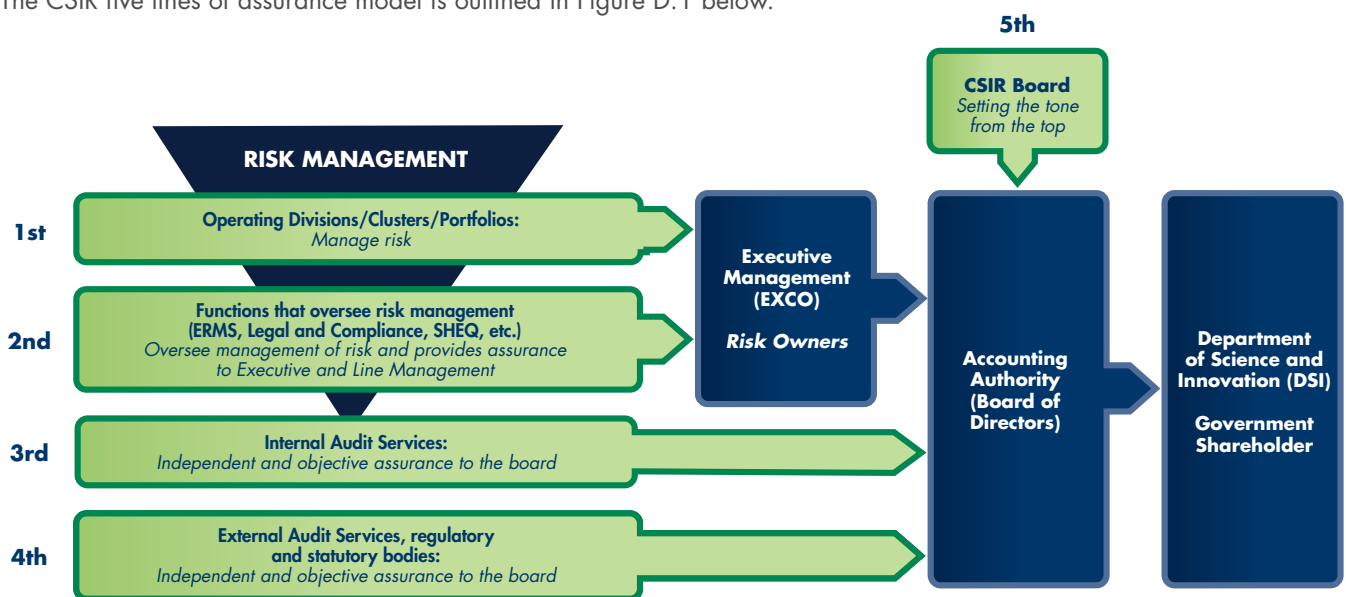 The CSIR five lines of assurance model is outlined in Figure D.1 below.
5th
CSIR Board
Setting the tone
from the top
RISK MANAGEMENT
1st
Operating Divisions/Clusters/Portfolios:
Manage risk
2nd
Functions that oversee risk management
(ERMS, Legal and Compliance, SHEQ, etc.)
Oversee management of risk and provides assurance
to Executive and Line Management
3rd
Internal Audit Services:
Independent and objective assurance to the board
4th
External Audit Services, regulatory
and statutory bodies:
Independent and objective assurance to the board
Executive
Management
(EXCO)
Risk Owners
Accounting
Authority
(Board of
Directors)
Department
of Science and
Innovation (DSI)
Government
Shareholder